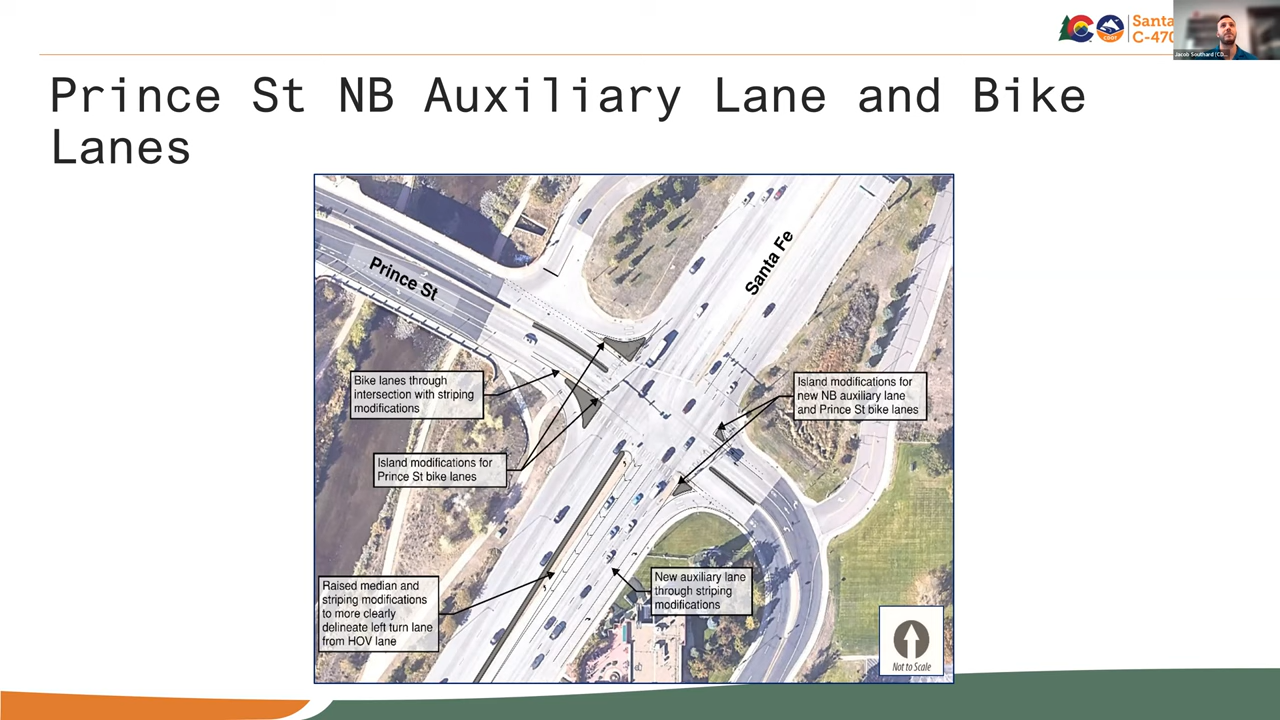 Santa
C-470
Jacob Southard (CD...
Prince St NB Auxiliary Lane and Bike
Lanes
Prince St
Santa Fe
Bike lanes through
intersection with striping
modifications
Island modifications for
new NB auxiliary lane
and Prince St bike lanes
Island modifications for
Prince St bike lanes
Raised median and
striping modifications
to more clearly
delineate left turn lane
from HOV lane
New auxiliary lane
through striping
modifications
Not to Scale